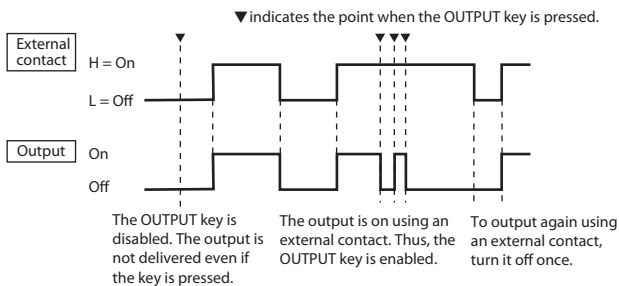 ▼indicates the point when the OUTPUT key is pressed.
External
contact
H = On
L = Off
Output
On
Off
The OUTPUT key is
disabled. The output is
not delivered even if
the key is pressed.
The output is on using an
external contact. Thus, the
OUTPUT key is enabled.
To output again using
an external contact,
turn it off once.